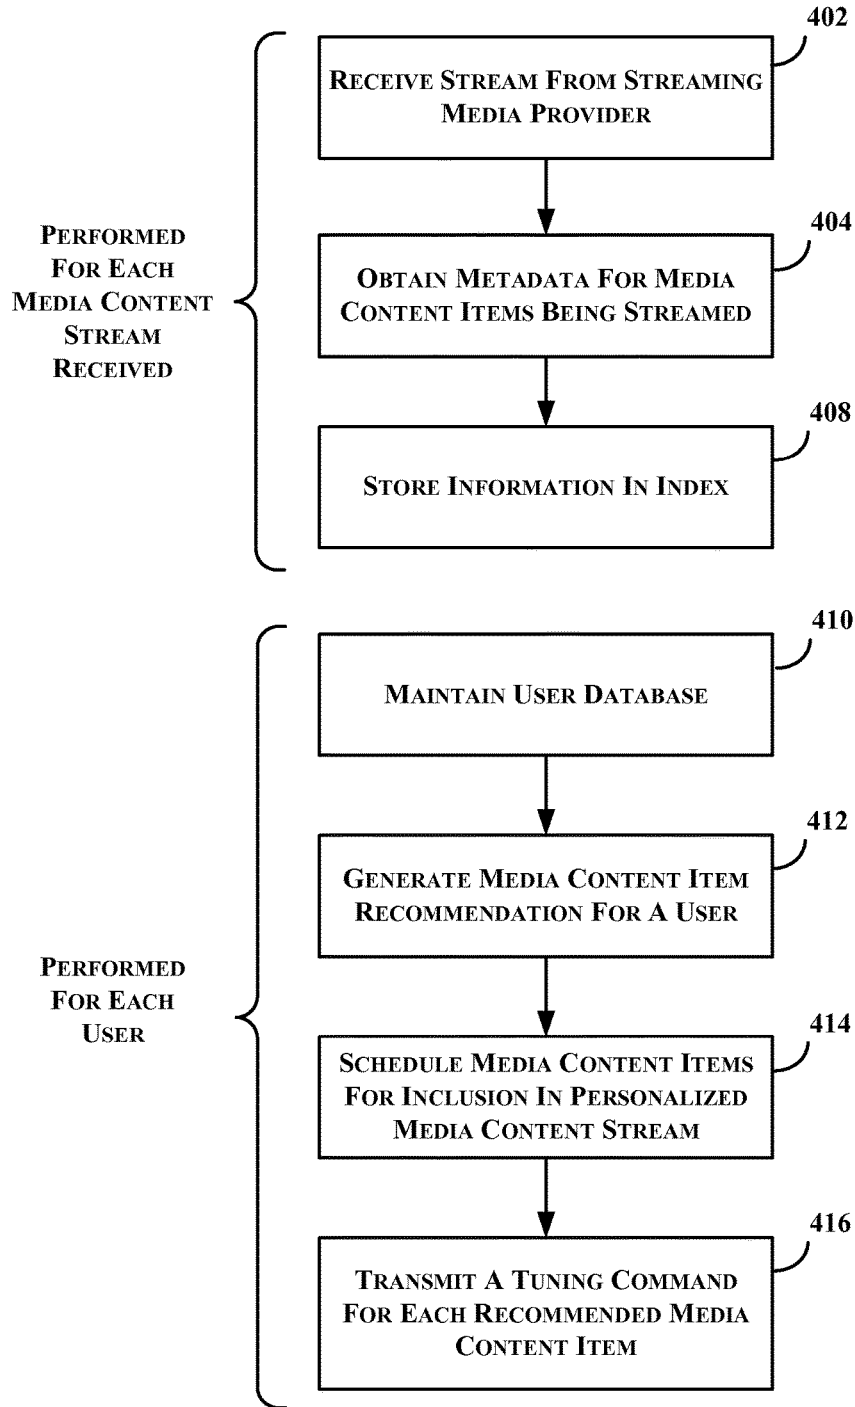 402
RECEIVE STREAM FROM STREAMING
MEDIA PROVIDER
404
OBTAIN METADATA FOR MEDIA
CONTENT ITEMS BEING STREAMED
408
STORE INFORMATION IN INDEX
PERFORMED
FOR EACH
MEDIA CONTENT
STREAM
RECEIVED
410
MAINTAIN USER DATABASE
412
GENERATE MEDIA CONTENT ITEM
RECOMMENDATION FOR A USER
414
SCHEDULE MEDIA CONTENT ITEMS
FOR INCLUSION IN PERSONALIZED
MEDIA CONTENT STREAM
416
TRANSMIT A TUNING COMMAND
FOR EACH RECOMMENDED MEDIA
CONTENT ITEM
PERFORMED
FOR EACH
USER